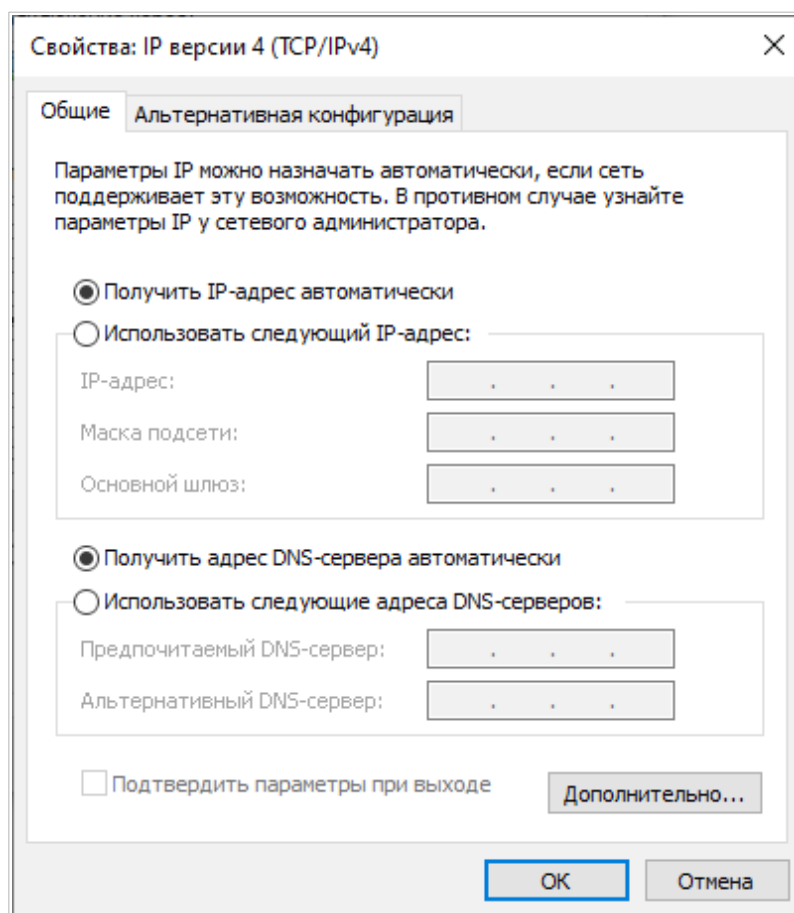 Свойства: IP версии 4 (TCP/IPv4)
Общие
Альтернативная конфигурация
Параметры IP можно назначать автоматически, если сеть
поддерживает эту возможность. В противном случае узнайте
параметры IP у сетевого администратора.
Получить IP-адрес автоматически
Использовать следующий IP-адрес:
IP-адрес:
Маска подсети:
Основной шлюз:
Получить адрес DNS-сервера автоматически
Использовать следующие адреса DNS-серверов:
Предпочитаемый DNS-сервер:
Альтернативный DNS-сервер:
Подтвердить параметры при выходе
Дополнительно...
ОК
Отмена